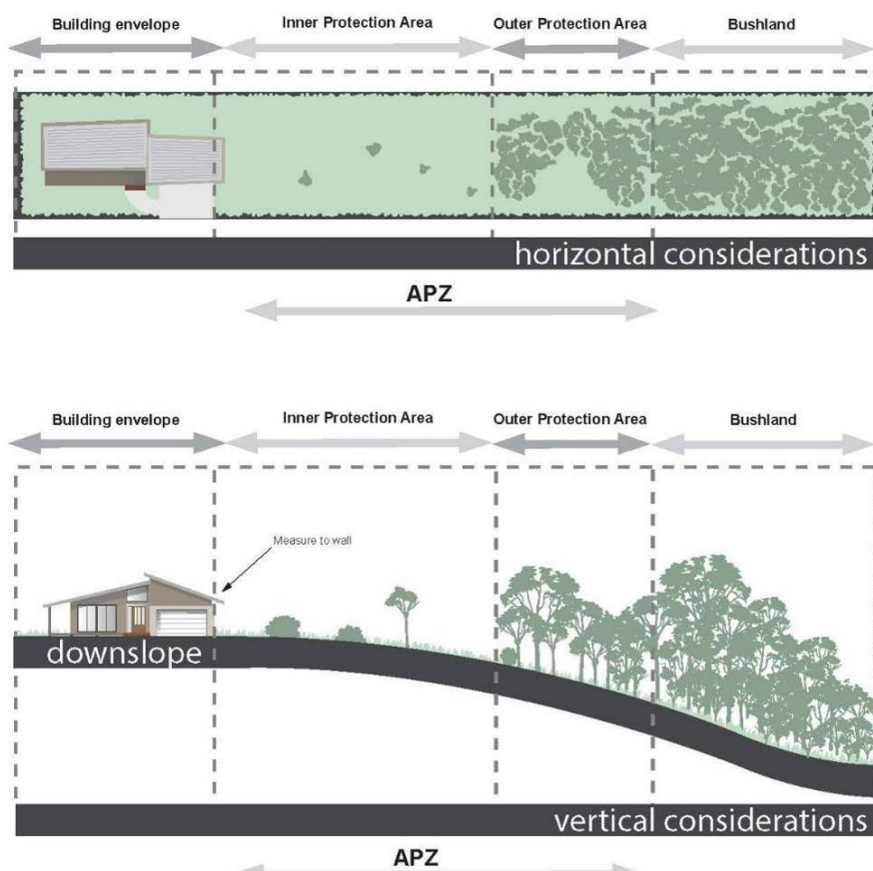 Building envelope
Inner Protection Area
Outer Protection Area
Bushland
horizontal considerations
APZ
Building envelope
Inner Protection Area
Outer Protection Area
Bushland
Measure to wall
downslope
vertical considerations
APZ